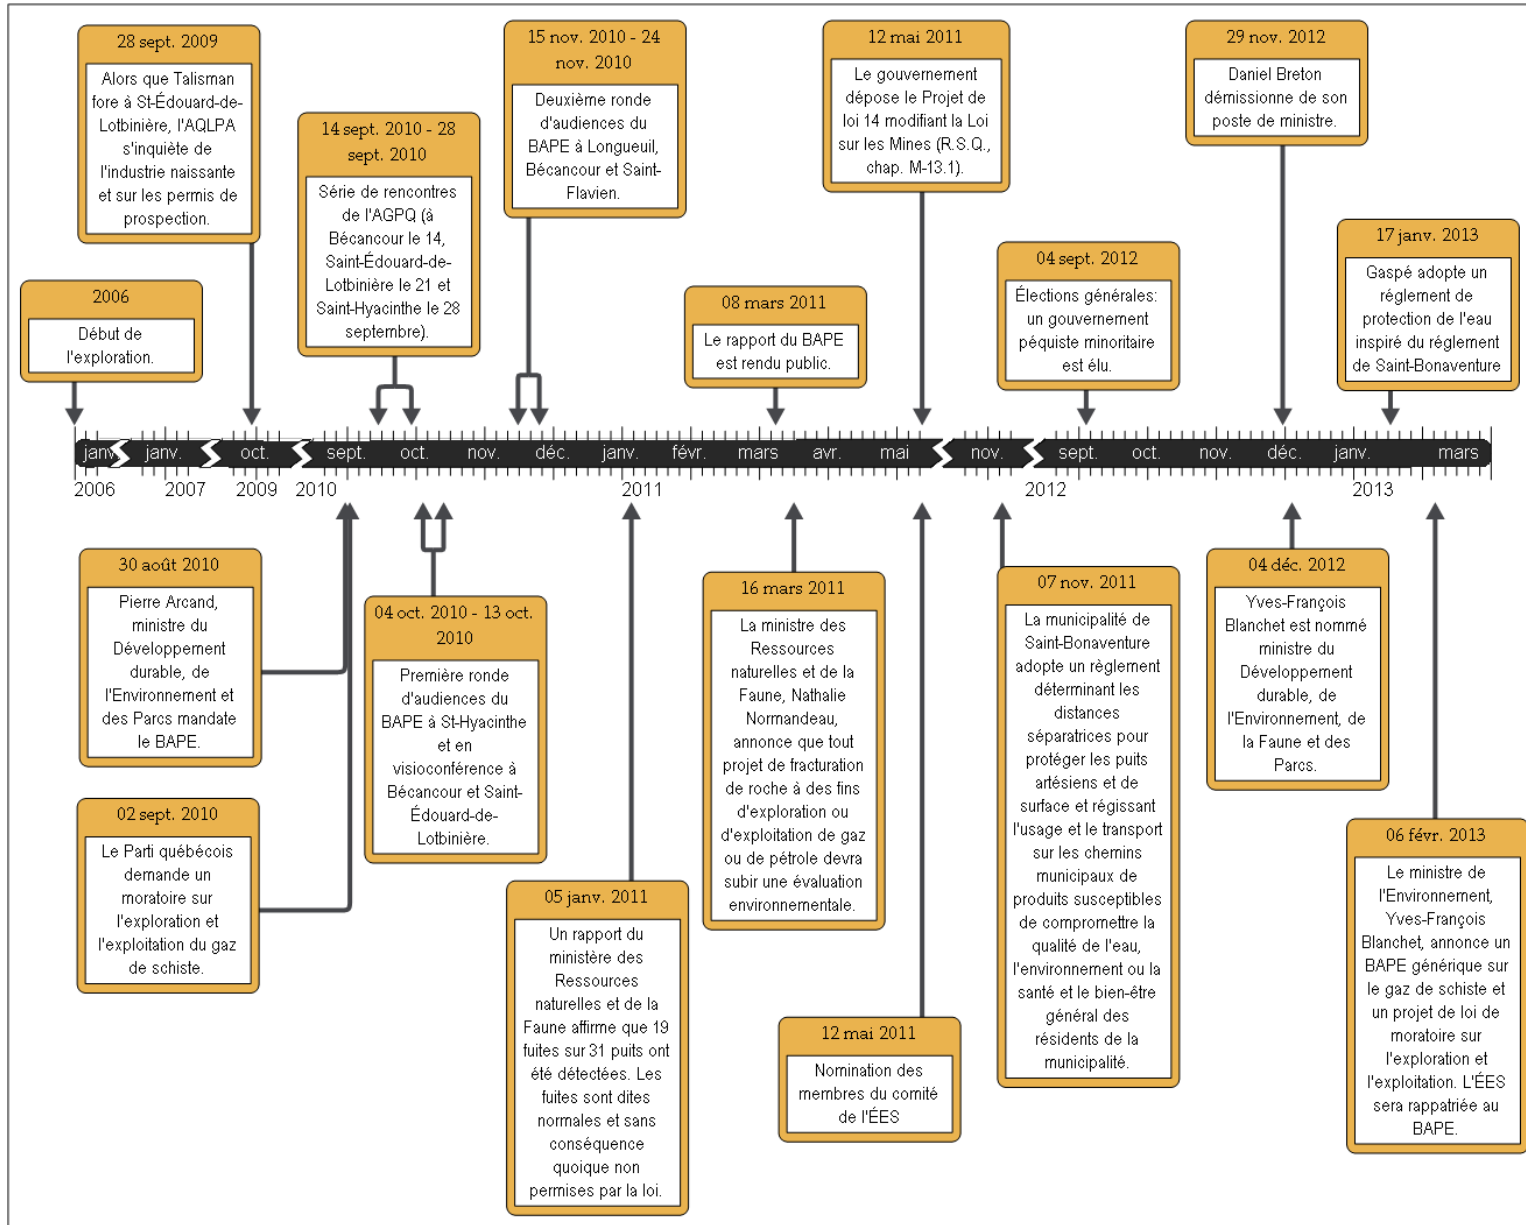 28 sept. 2009
Alors que Talisman
fore à St-Édouard-de-
Lotbinière, l'AQLPA
s'inquiète de
l'industrie naissante
et sur les permis de
prospection.
15 nov. 2010 - 24
nov. 2010
Deuxième ronde
d'audiences du
BAPE à Longueuil,
Bécancour et Saint-
Flavien.
12 mai 2011
Le gouvernement
dépose le Projet de
loi 14 modifiant la Loi
sur les Mines (R.S.Q.,
chap. M-13.1).
29 nov. 2012
Daniel Breton
démissionne de son
poste de ministre.
14 sept. 2010 - 28
sept. 2010
Série de rencontres
de l'AGPQ (à
Bécancour le 14,
Saint-Édouard-de-
Lotbinière le 21 et
Saint-Hyacinthe le 28
septembre).
17 janv. 2013
Gaspé adopte un
réglement de
protection de l'eau
inspiré du réglement
de Saint-Bonaventure
04 sept. 2012
Élections générales:
un gouvernement
péquiste minoritaire
est élu.
2006
Début de
l'exploration.
08 mars 2011
Le rapport du BAPE
est rendu public.
janv. janv. oct. sept. oct. nov. déc. janv. févr. mars avr. mai nov. sept. oct. nov. déc. janv. mars
2006 2007 2009 2010 2011 2012 2013
30 août 2010
Pierre Arcand,
ministre du
Développement
durable, de
l'Environnement et
des Parcs mandate
le BAPE.
04 oct. 2010 - 13 oct.
2010
Première ronde
d'audiences du
BAPE à St-Hyacinthe
et en
visioconférence à
Bécancour et Saint-
Édouard-de-
Lotbinière.
16 mars 2011
La ministre des
Ressources
naturelles et de la
Faune, Nathalie
Normandeau,
annonce que tout
projet de fracturation
de roche à des fins
d'exploration ou
d'exploitation de gaz
ou de pétrole devra
subir une évaluation
environnementale.
07 nov. 2011
La municipalité de
Saint-Bonaventure
adopte un règlement
déterminant les
distances
séparatrices pour
protéger les puits
artésiens et de
surface et régissant
l'usage et le transport
sur les chemins
municipaux de
produits susceptibles
de compromettre la
qualité de l'eau,
l'environnement ou la
santé et le bien-être
général des
résidents de la
municipalité.
04 déc. 2012
Yves-François
Blanchet est nommé
ministre du
Développement
durable, de
l'Environnement, de
la Faune et des
Parcs.
02 sept. 2010
Le Parti québécois
demande un
moratoire sur
l'exploration et
l'exploitation du gaz
de schiste.
05 janv. 2011
Un rapport du
ministère des
Ressources
naturelles et de la
Faune affirme que 19
fuites sur 31 puits ont
été détectées. Les
fuites sont dites
normales et sans
conséquence
quoique non
permises par la loi.
12 mai 2011
Nomination des
membres du comité
de l'ÉES
06 févr. 2013
Le ministre de
l'Environnement,
Yves-François
Blanchet, annonce un
BAPE générique sur
le gaz de schiste et
un projet de loi de
moratoire sur
l'exploration et
l'exploitation. L'ÉES
sera rappatriée au
BAPE.